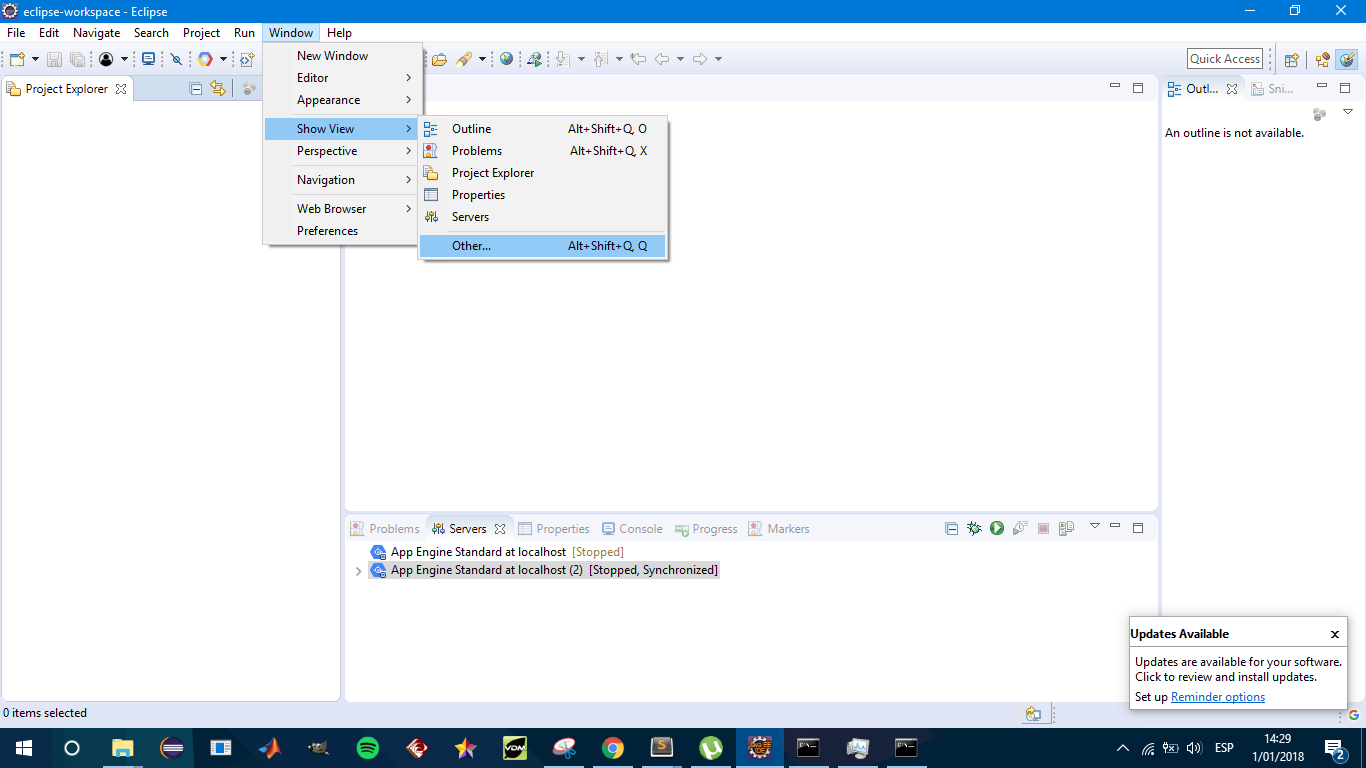 eclipse-workspace - Eclipse
File Edit Navigate Search Project Run Window Help
Quick Access
New Window
Editor
Appearance
Show View
Perspective
Navigation
Web Browser
Preferences
Outline Alt+Shift+Q, O
Problems Alt+Shift+Q, X
Project Explorer
Properties
Servers
Other... Alt+Shift+Q, Q
Project Explorer
Outl... Sni...
An outline is not available.
Problems Servers Properties Console Progress Markers
App Engine Standard at localhost [Stopped]
App Engine Standard at localhost (2) [Stopped, Synchronized]
Updates Available
Updates are available for your software.
Click to review and install updates.
Set up Reminder options
0 items selected
VDM
S
ESP
14:29
1/01/2018
2